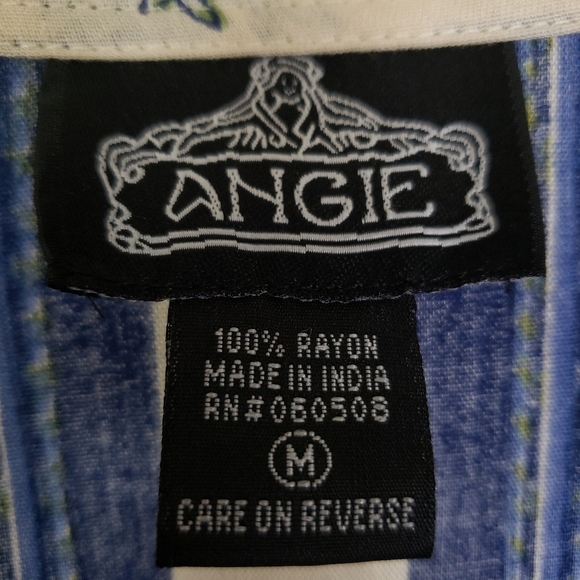 ANGIE
100% RAYON
MADE IN INDIA
RN#060508
M
CARE ON REVERSE